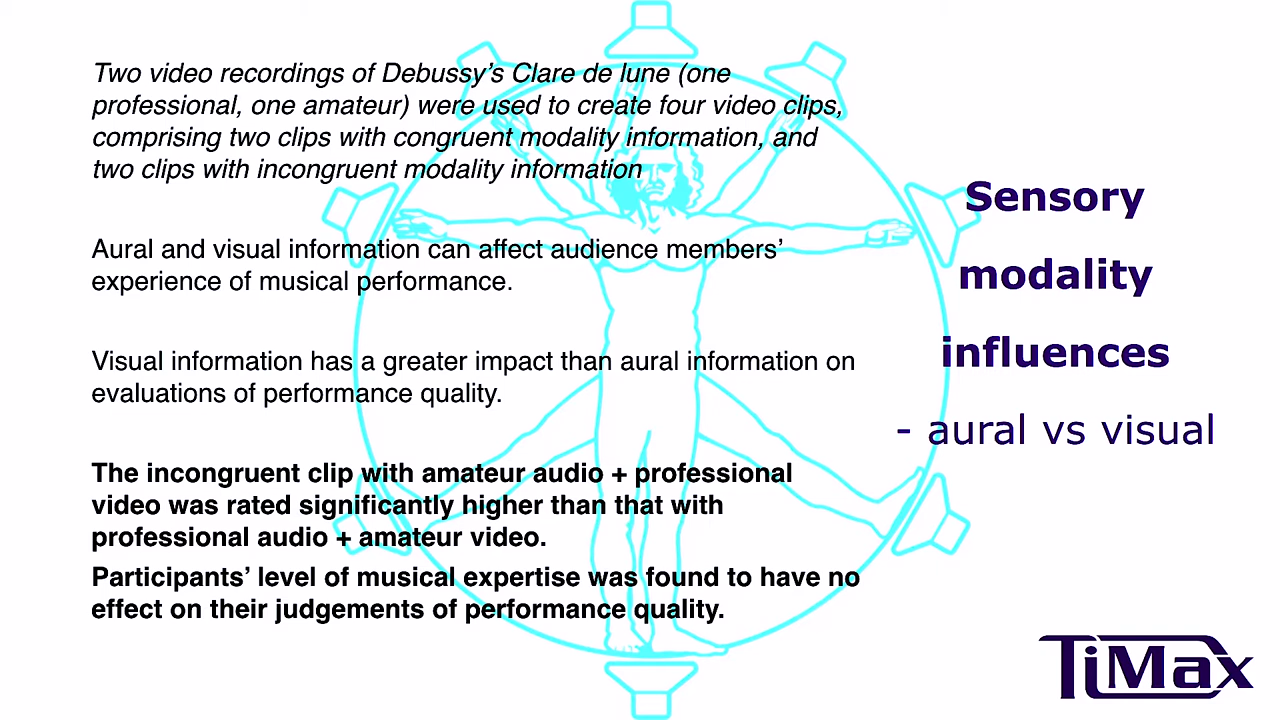 Two video recordings of Debussy’s Clare de lune (one
professional, one amateur) were used to create four video clips,
comprising two clips with congruent modality information, and
two clips with incongruent modality information
Aural and visual information can affect audience members’
experience of musical performance.
Visual information has a greater impact than aural information on
evaluations of performance quality.
The incongruent clip with amateur audio + professional
video was rated significantly higher than that with
professional audio + amateur video.
Participants’ level of musical expertise was found to have no
effect on their judgements of performance quality.
Sensory
modality
influences
- aural vs visual
TiMax